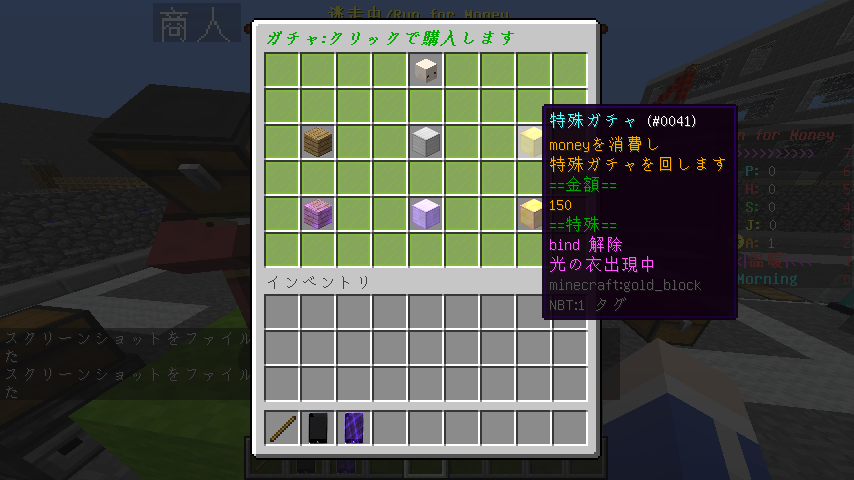 商人
逃走中/Run for Money
ガチャ:クリックで購入します
特殊ガチャ (#0041)
moneyを消費し
特殊ガチャを回します
==金額==
150
==特殊==
bind 解除
光の衣出現中
minecraft:gold_block
NBT:1 タグ
n for Money
P: 0
H: 0
S: 0
J: 0
A: 1
Morning
インベントリ
スクリーンショットをファイル
た
スクリーンショットをファイル
た